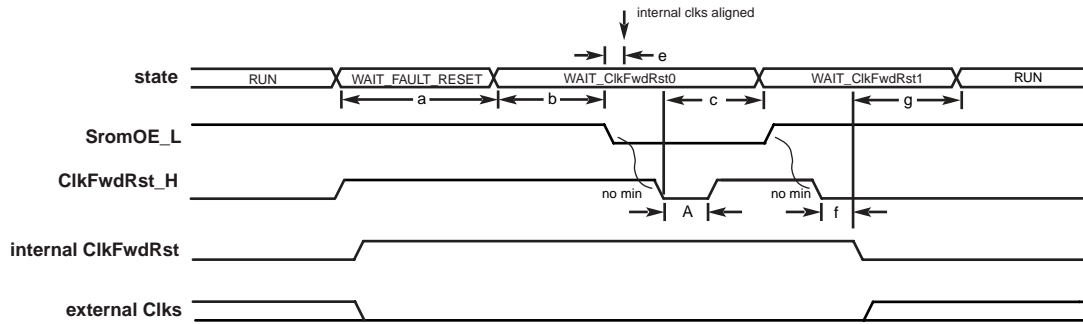 internal clks aligned
e
state
RUN
WAIT_FAULT_RESET
WAIT_ClkFwdRst0
WAIT_ClkFwdRst1
RUN
a
b
c
g
SromOE_L
ClkFwdRst_H
no min
no min
A
f
internal ClkFwdRst
external Clks